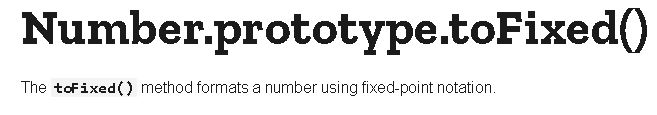 Number.prototype.toFixed()
The toFixed() method formats a number using fixed-point notation.